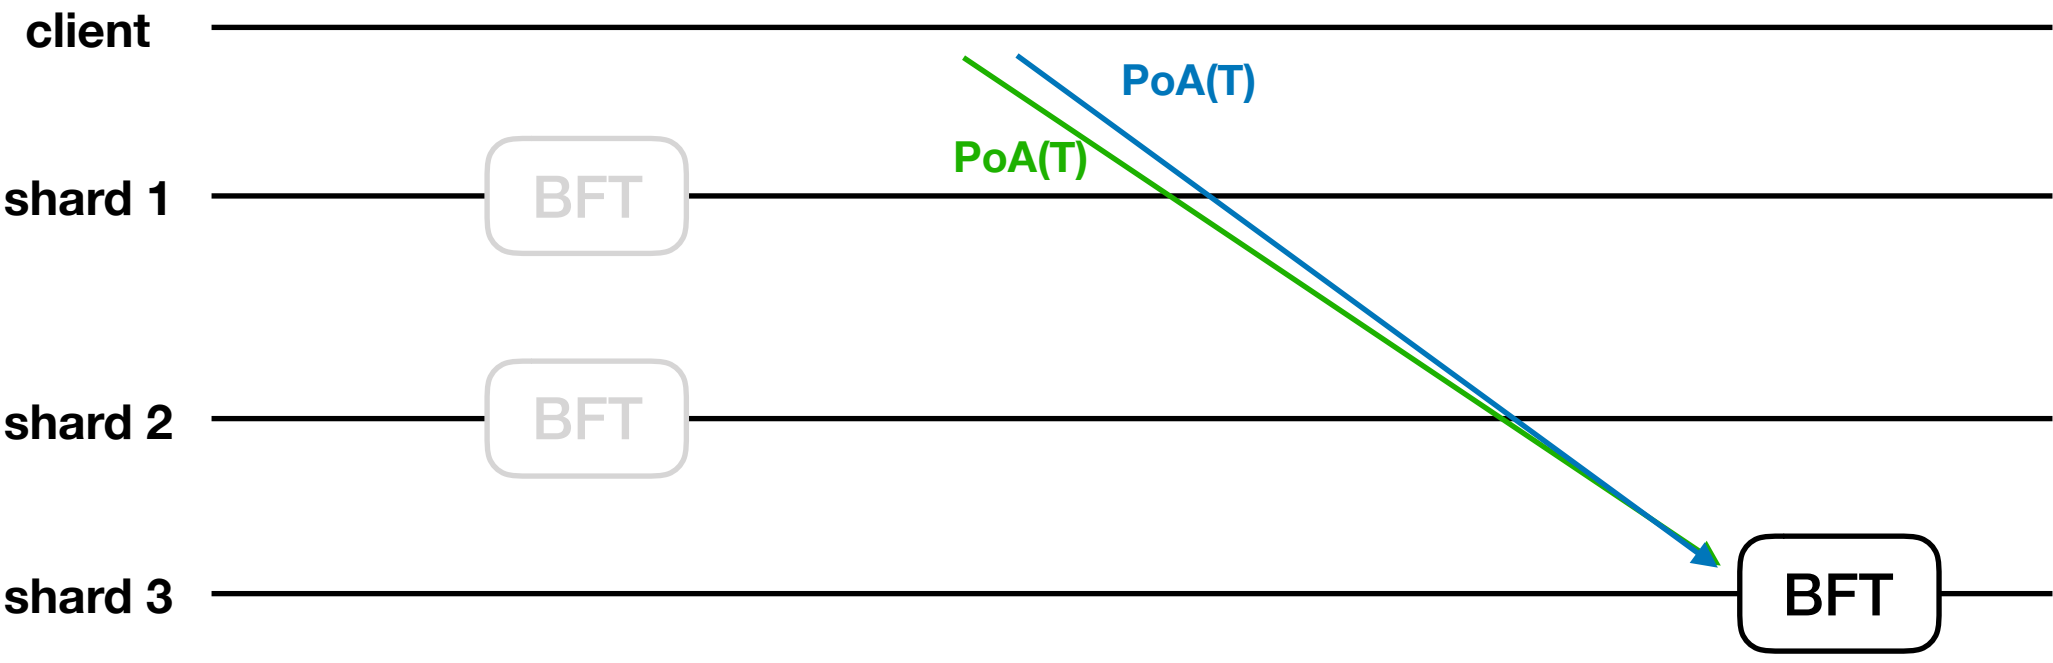 client
PoA(T)
PoA(T)
shard 1
BFT
shard 2
BFT
shard 3
BFT